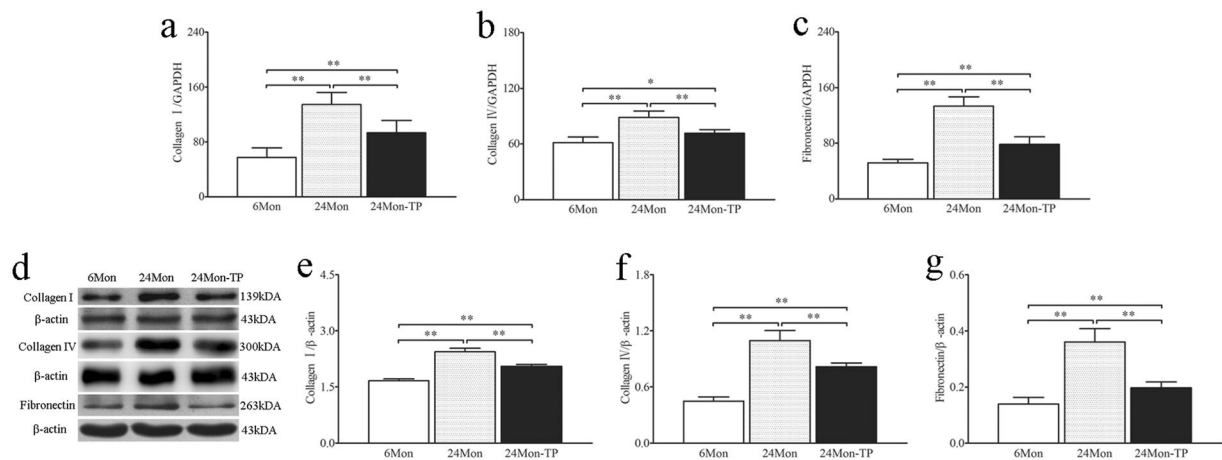 a
Collagen Ⅰ/GAPDH
240
160
80
0
**
** **
6Mon 24Mon 24Mon-TP
b
Collagen Ⅳ/GAPDH
180
120
60
0
*
** **
6Mon 24Mon 24Mon-TP
c
Fibronectin/GAPDH
240
160
80
0
**
** **
6Mon 24Mon 24Mon-TP
d
6Mon 24Mon 24Mon-TP
Collagen I 139kDA
β-actin 43kDA
Collagen IV 300kDA
β-actin 43kDA
Fibronectin 263kDA
β-actin 43kDA
e
Collagen Ⅰ/β-actin
4.5
3.0
1.5
0.0
**
** **
6Mon 24Mon 24Mon-TP
f
Collagen Ⅳ/β-actin
1.8
1.2
0.6
0.0
**
** **
6Mon 24Mon 24Mon-TP
g
Fibronectin/β-actin
0.6
0.4
0.2
0.0
**
** **
6Mon 24Mon 24Mon-TP